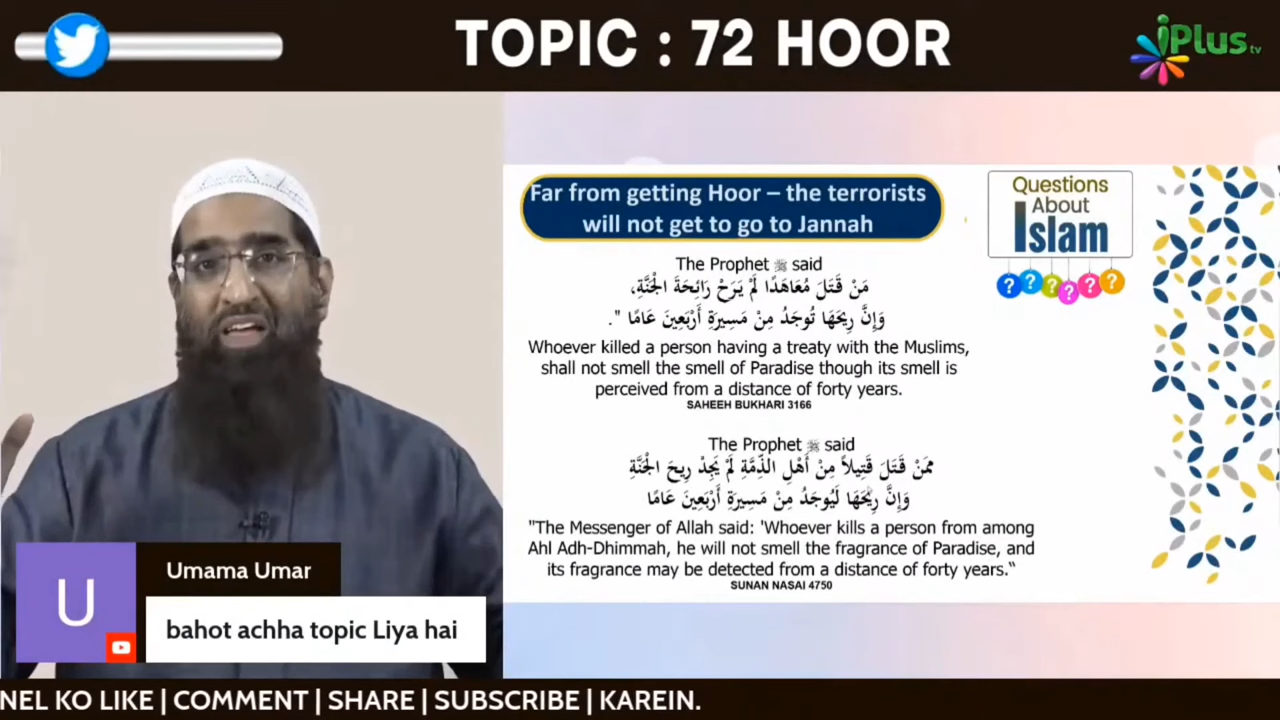 TOPIC : 72 HOOR
iPlus tv
Far from getting Hoor – the terrorists
will not get to go to Jannah
Questions
About
Islam
? ? ? ? ? ?
The Prophet ﷺ said
مَنْ قَتَلَ مُعَاهَدًا لَمْ يَرَحْ رَائِحَةَ الْجَنَّةِ،
وَإِنَّ رِيحَهَا تُوجَدُ مِنْ مَسِيرَةِ أَرْبَعِينَ عَامًا ".
Whoever killed a person having a treaty with the Muslims,
shall not smell the smell of Paradise though its smell is
perceived from a distance of forty years.
SAHEEH BUKHARI 3166
The Prophet ﷺ said
ممَنْ قَتَلَ قَتِيلاً مِنْ أَهْلِ الذِّمَّةِ لَمْ يَجِدْ رِيحَ الْجَنَّةِ
وَإِنَّ رِيحَهَا لَيُوجَدُ مِنْ مَسِيرَةِ أَرْبَعِينَ عَامًا
"The Messenger of Allah said: 'Whoever kills a person from among
Ahl Adh-Dhimmah, he will not smell the fragrance of Paradise, and
its fragrance may be detected from a distance of forty years.“
SUNAN NASAI 4750
U
Umama Umar
bahot achha topic Liya hai
NEL KO LIKE | COMMENT | SHARE | SUBSCRIBE | KAREIN.